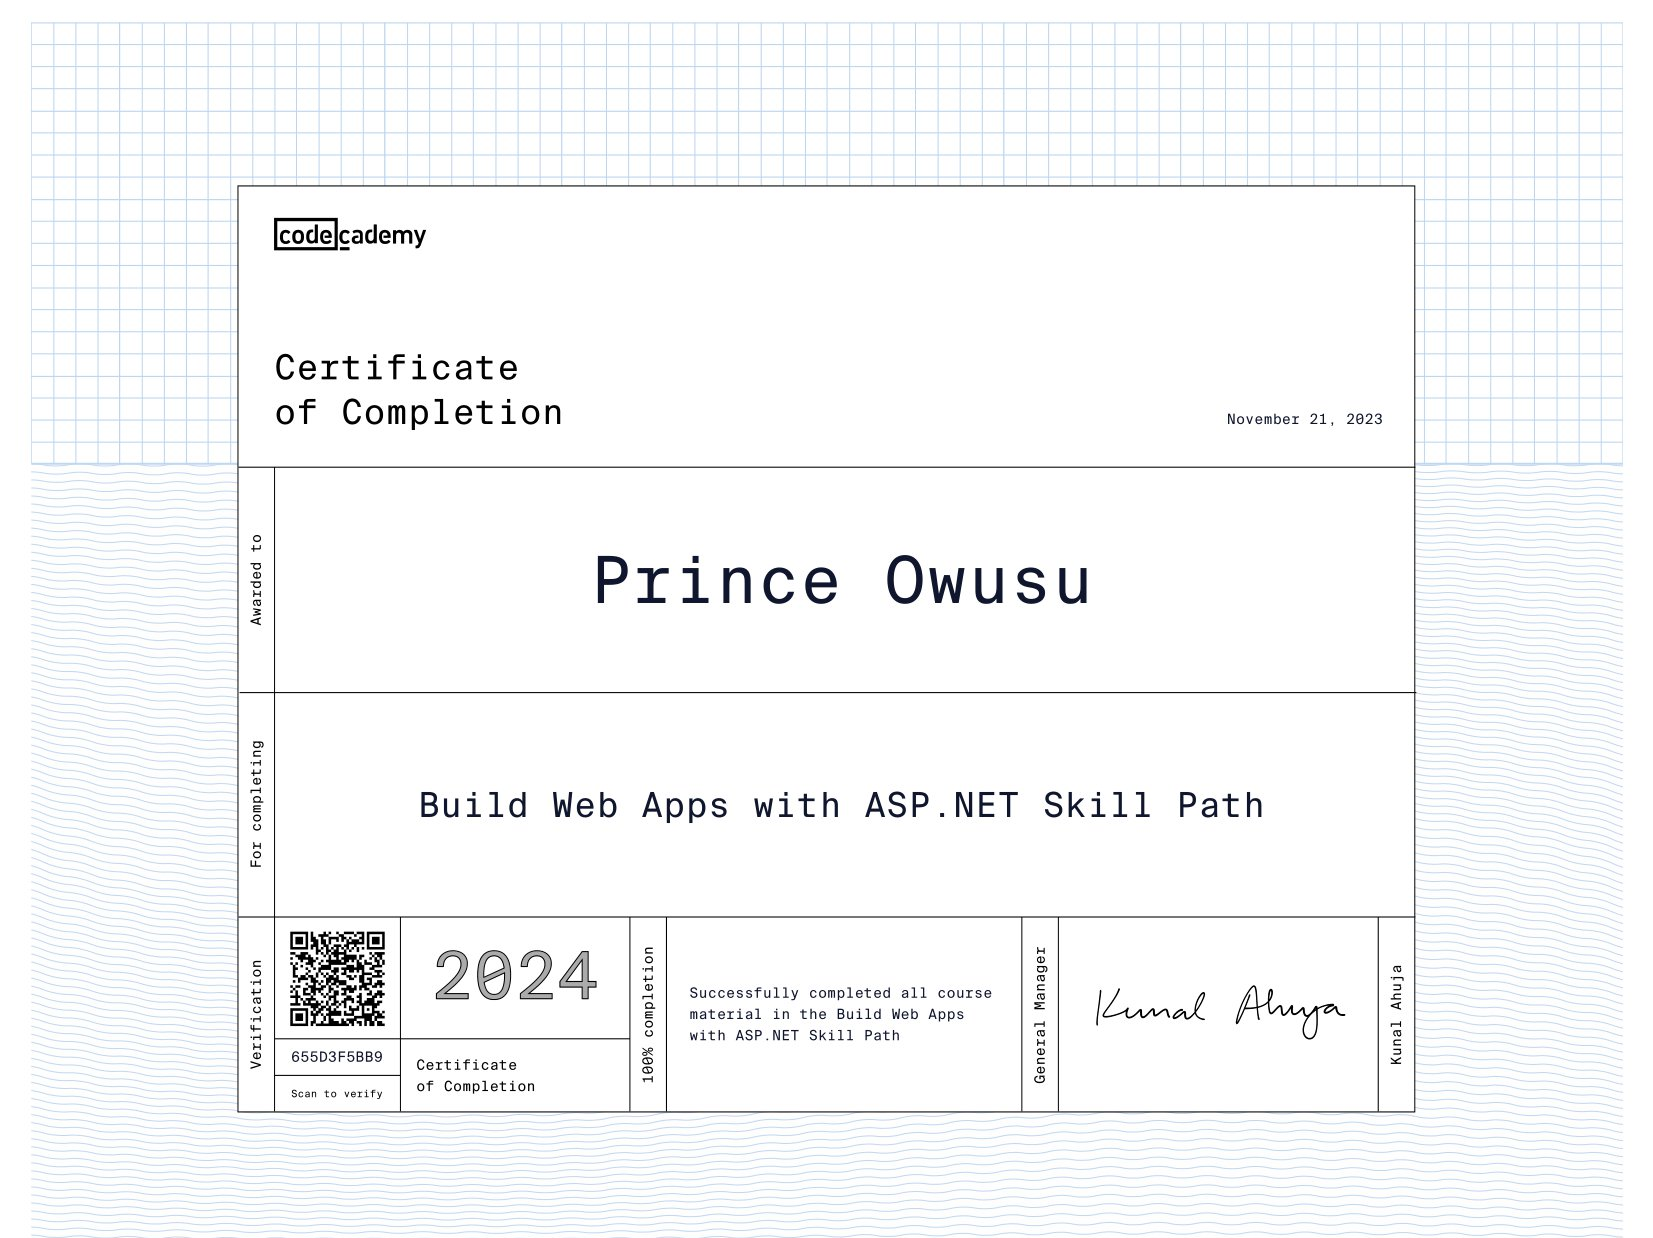 codecademy
Certificate
of Completion
November 21, 2023
Awarded to
Prince Owusu
For completing
Build Web Apps with ASP.NET Skill Path
Verification
655D3F5BB9
Scan to verify
2024
Certificate
of Completion
100% completion
Successfully completed all course
material in the Build Web Apps
with ASP.NET Skill Path
General Manager
Kunal Ahuja
Kunal Ahuja